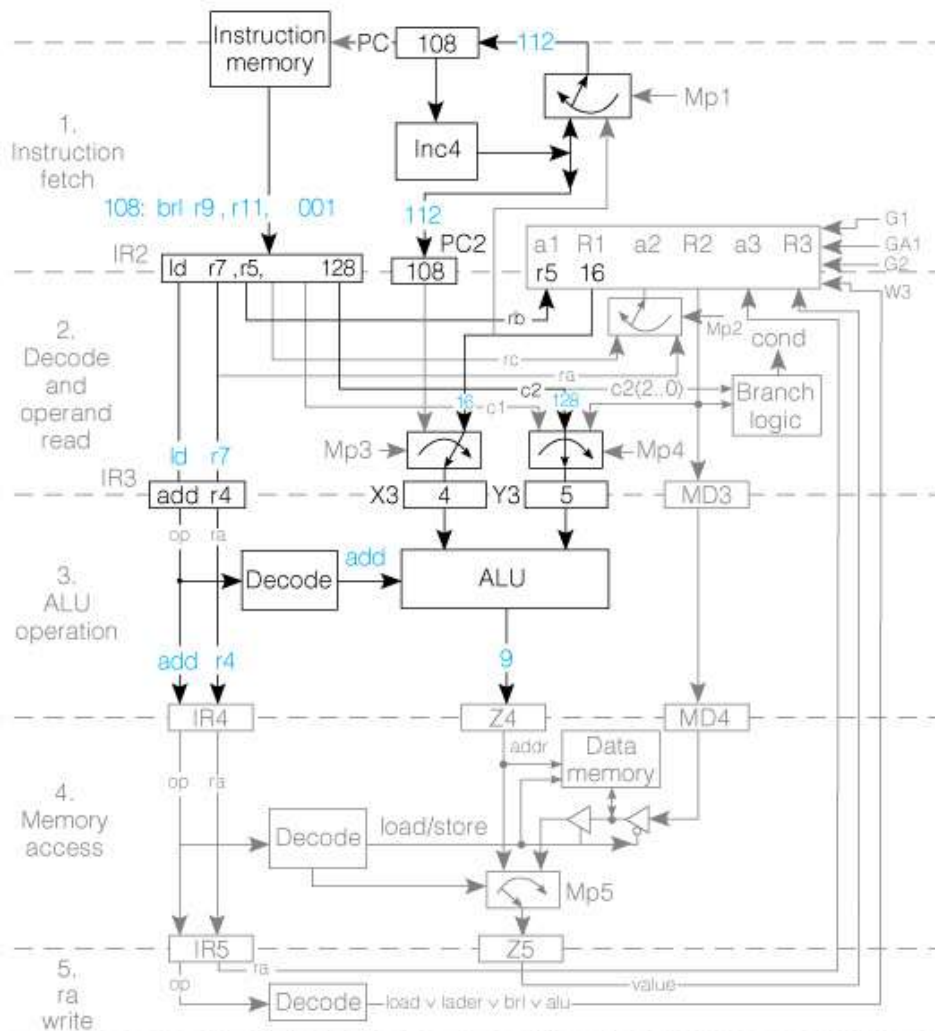 Instruction memory
PC
108
112
Mp1
1.
Instruction
fetch
Inc4
108: brl r9 , r11, 001
112
PC2
IR2
ld r7 ,r5, 128
108
a1 R1 a2 R2 a3 R3
r5 16
G1
GA1
G2
W3
rb
Mp2
cond
2.
Decode
and
operand
read
rc
ra
c2
c2(2..0)
Branch
logic
16
c1
128
Mp3
Mp4
ld r7
IR3
add r4
X3
4
Y3
5
MD3
op ra
3.
ALU
operation
Decode
add
ALU
add r4
9
IR4
Z4
MD4
op ra
addr
Data
memory
4.
Memory
access
Decode
load/store
Mp5
IR5
Z5
5.
ra
write
op
ra
value
Decode
load v lader v brl v alu